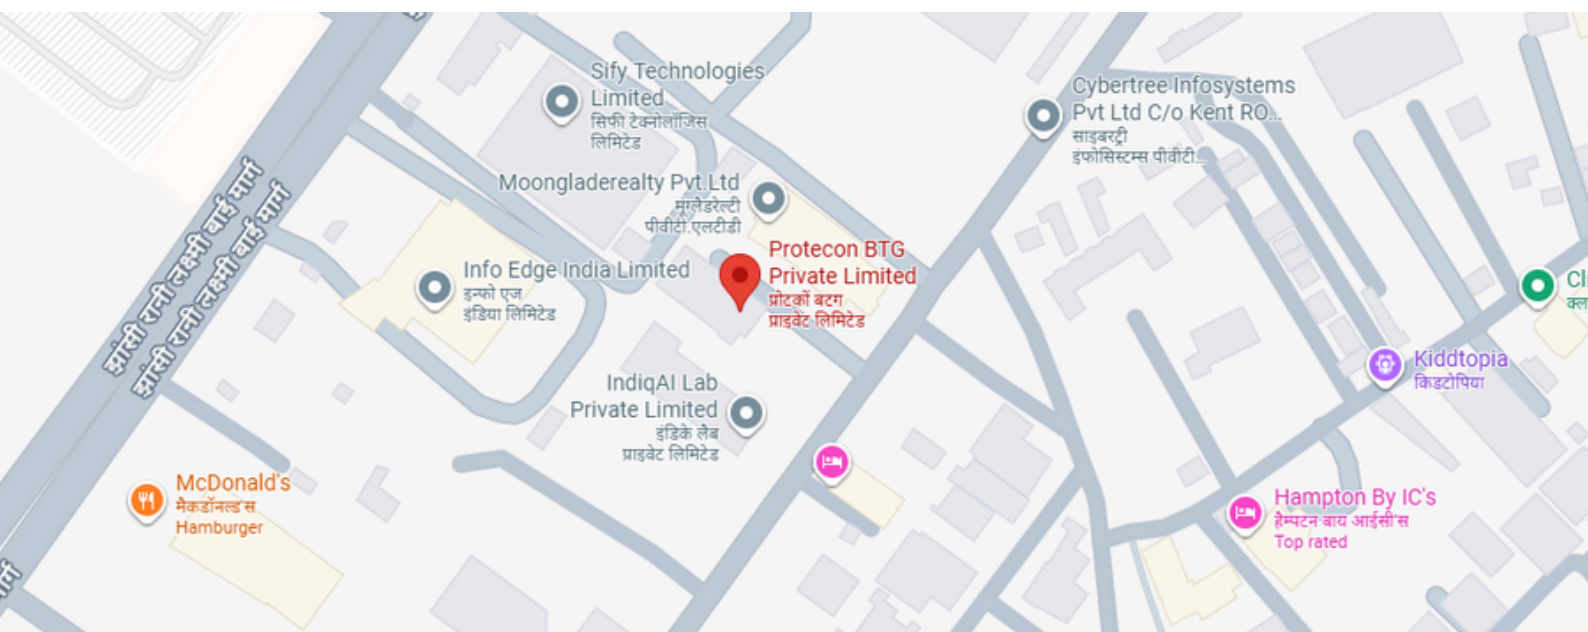 Sify Technologies
Limited
सिफी टेक्नोलॉजिस
लिमिटेड
Cybertree Infosystems
Pvt Ltd C/o Kent RO...
साइबरट्री
इंफोसिस्टम्स पीवीटी...
Moongladerealty Pvt.Ltd
मूग्लैडरेल्टी
पीवीटी.एलटीडी
झांसी रानी लक्ष्मी बाई मार्ग
झांसी रानी लक्ष्मी बाई मार्ग
Protecon BTG
Private Limited
प्रोटकों बटग
प्राइवेट लिमिटेड
Info Edge India Limited
इन्फो एज
इंडिया लिमिटेड
Kiddtopia
किडटोपिया
IndiqAI Lab
Private Limited
इंडिके लैब
प्राइवेट लिमिटेड
McDonald's
मैकडॉनल्ड'स
Hamburger
Hampton By IC's
हैम्पटन बाय आईसी'स
Top rated